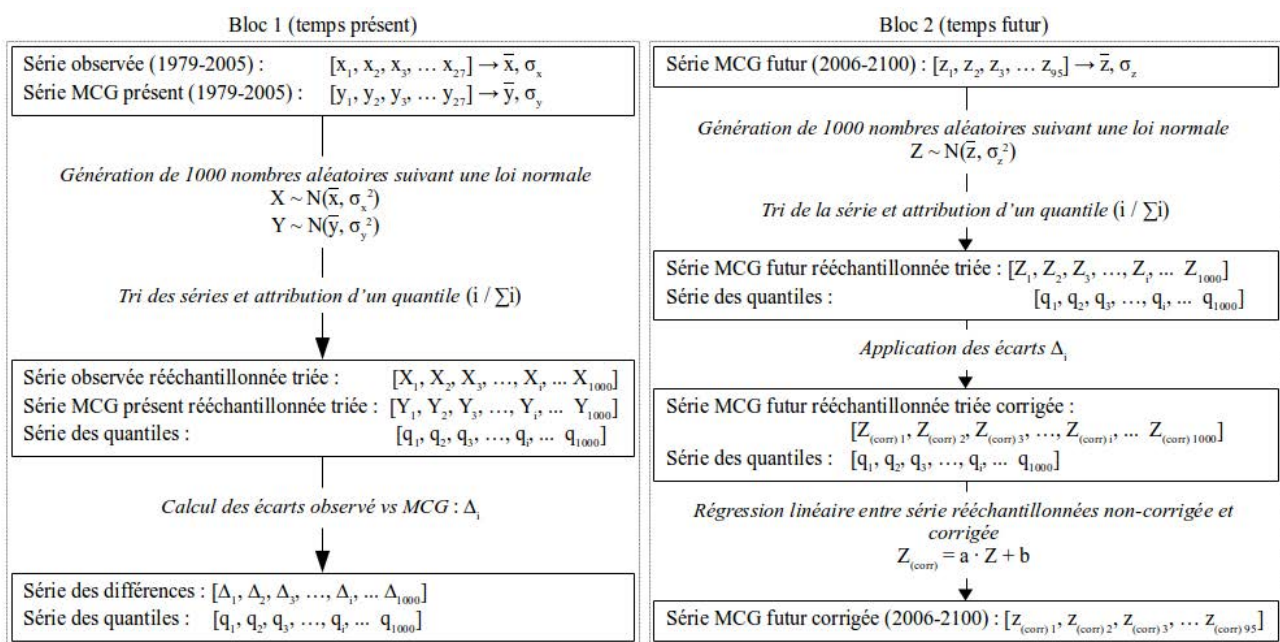 Bloc 1 (temps présent)
Série observée (1979-2005) : [x₁, x₂, x₃, … x₂₇] → x̅, σₓ
Série MCG présent (1979-2005) : [y₁, y₂, y₃, … y₂₇] → y̅, σ_y
Génération de 1000 nombres aléatoires suivant une loi normale
X ~ N(x̅, σₓ²)
Y ~ N(y̅, σ_y²)
Tri des séries et attribution d’un quantile (i / ∑i)
Série observée rééchantillonnée triée : [X₁, X₂, X₃, …, Xᵢ, ... X₁₀₀₀]
Série MCG présent rééchantillonnée triée : [Y₁, Y₂, Y₃, …, Yᵢ, ... Y₁₀₀₀]
Série des quantiles : [q₁, q₂, q₃, …, qᵢ, ... q₁₀₀₀]
Calcul des écarts observé vs MCG : Δᵢ
Série des différences : [Δ₁, Δ₂, Δ₃, …, Δᵢ, ... Δ₁₀₀₀]
Série des quantiles : [q₁, q₂, q₃, …, qᵢ, ... q₁₀₀₀]
Bloc 2 (temps futur)
Série MCG futur (2006-2100) : [z₁, z₂, z₃, … z₉₅] → z̅, σ_z
Génération de 1000 nombres aléatoires suivant une loi normale
Z ~ N(z̅, σ_z²)
Tri de la série et attribution d’un quantile (i / ∑i)
Série MCG futur rééchantillonnée triée : [Z₁, Z₂, Z₃, …, Zᵢ, ... Z₁₀₀₀]
Série des quantiles : [q₁, q₂, q₃, …, qᵢ, ... q₁₀₀₀]
Application des écarts Δᵢ
Série MCG futur rééchantillonnée triée corrigée :
[Z₍corr₎ ₁, Z₍corr₎ ₂, Z₍corr₎ ₃, …, Z₍corr₎ ᵢ, ... Z₍corr₎ ₁₀₀₀]
Série des quantiles : [q₁, q₂, q₃, …, qᵢ, ... q₁₀₀₀]
Régression linéaire entre série rééchantillonnées non-corrigée et
corrigée
Z₍corr₎ = a · Z + b
Série MCG futur corrigée (2006-2100) : [z₍corr₎ ₁, z₍corr₎ ₂, z₍corr₎ ₃, … z₍corr₎ ₉₅]